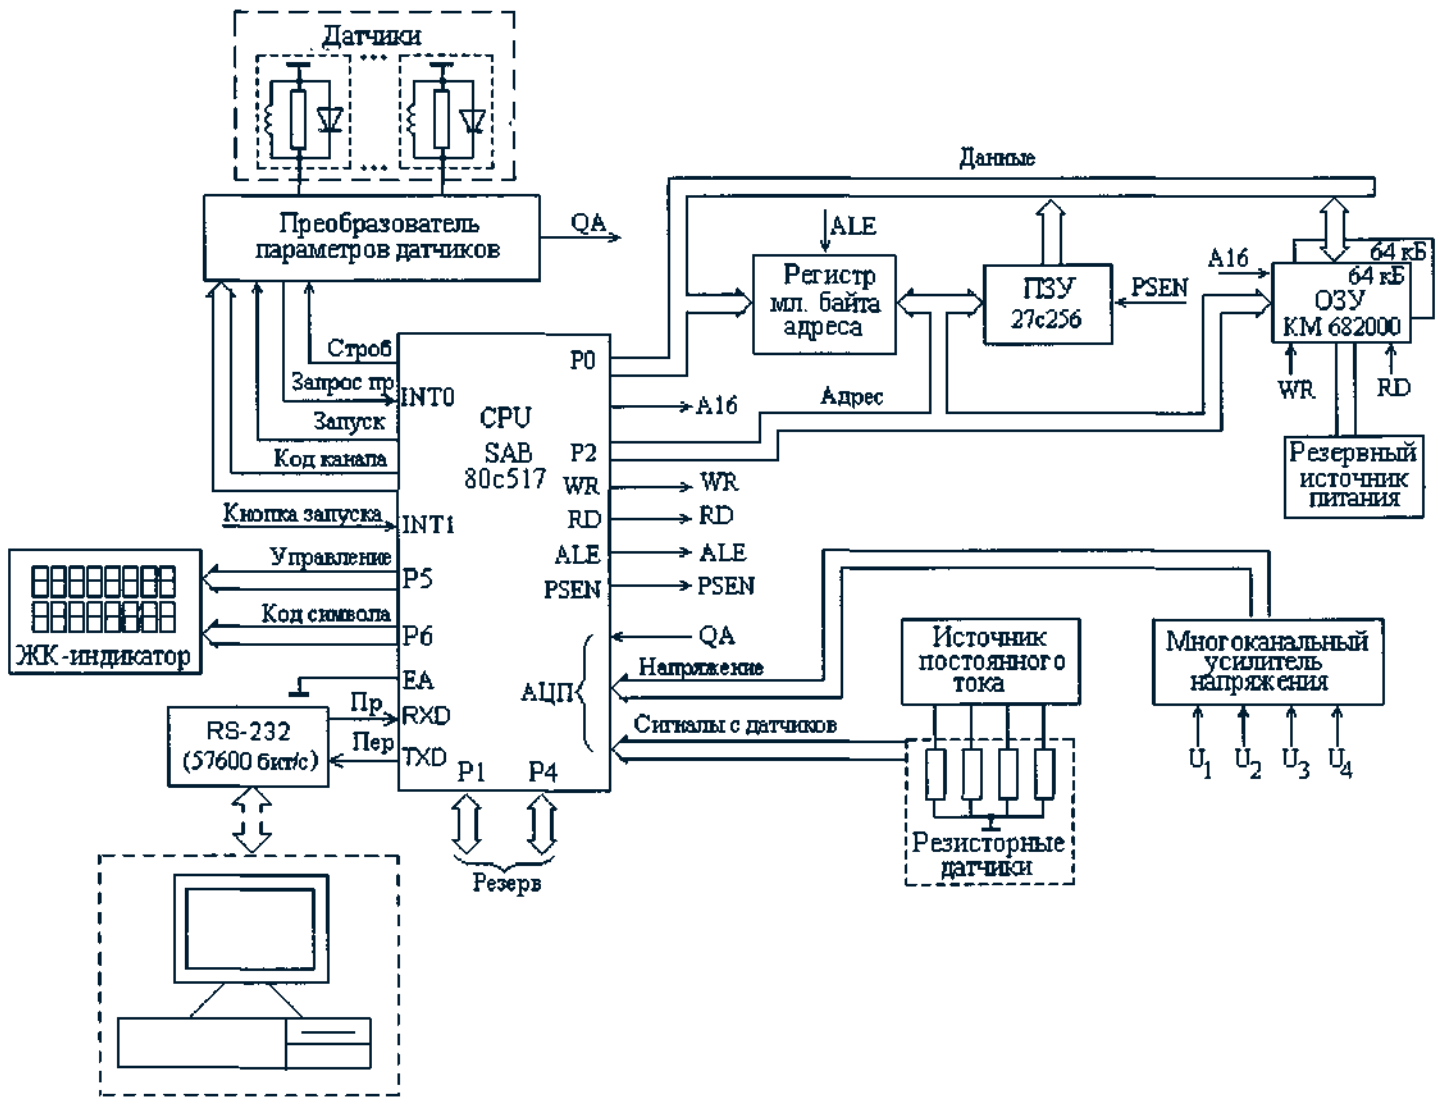 Датчики
...
...
Преобразователь
параметров датчиков
QA
Данные
ALE
Регистр
мл. байта
адреса
ПЗУ
27с256
PSEN
A16
64 кБ
64 кБ
ОЗУ
КМ 682000
WR
RD
Резервный
источник
питания
Строб
Запрос пр
Запуск
Код канала
Кнопка запуска
Управление
Код символа
ЖК-индикатор
INT0
INT1
P5
P6
EA
RXD
TXD
P1
P4
CPU
SAB
80c517
P0
P2
WR
RD
ALE
PSEN
АЦП
A16
Адрес
WR
RD
ALE
PSEN
QA
Напряжение
Сигналы с датчиков
Источник
постоянного
тока
Резисторные
датчики
Многоканальный
усилитель
напряжения
U1
U2
U3
U4
Пр
Пер
RS-232
(57600 бит/с)
Резерв